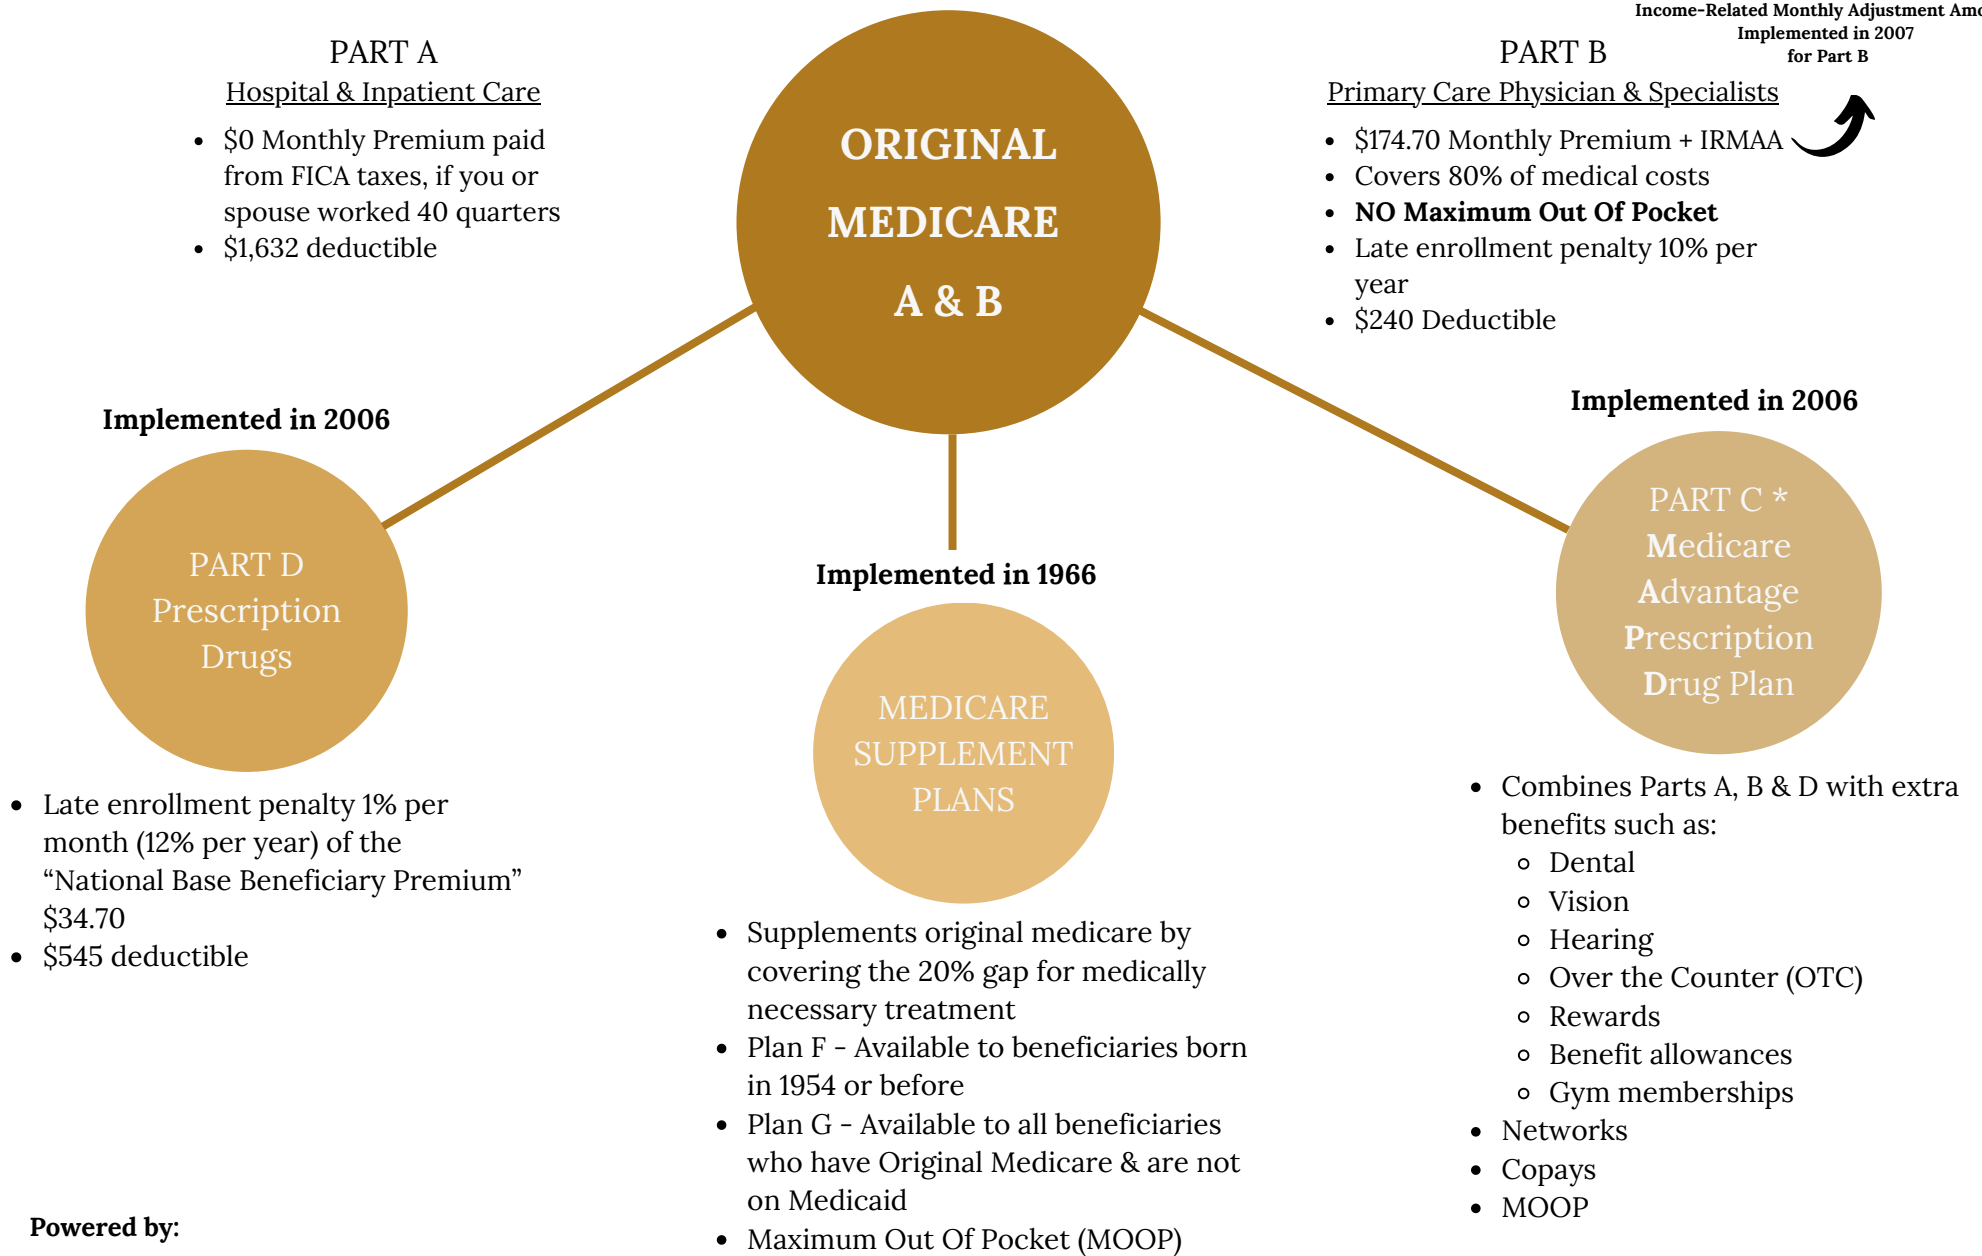 PART A
Hospital & Inpatient Care
• $0 Monthly Premium paid
from FICA taxes, if you or
spouse worked 40 quarters
• $1,632 deductible
ORIGINAL
MEDICARE
A & B
Income-Related Monthly Adjustment
Implemented in 2007
for Part B
PART B
Primary Care Physician & Specialists
• $174.70 Monthly Premium + IRMAA
• Covers 80% of medical costs
• NO Maximum Out Of Pocket
• Late enrollment penalty 10% per
year
• $240 Deductible
Implemented in 2006
PART D
Prescription
Drugs
• Late enrollment penalty 1% per
month (12% per year) of the
“National Base Beneficiary Premium”
$34.70
• $545 deductible
Implemented in 1966
MEDICARE
SUPPLEMENT
PLANS
• Supplements original medicare by
covering the 20% gap for medically
necessary treatment
• Plan F - Available to beneficiaries born
in 1954 or before
• Plan G - Available to all beneficiaries
who have Original Medicare & are not
on Medicaid
• Maximum Out Of Pocket (MOOP)
Implemented in 2006
PART C *
Medicare
Advantage
Prescription
Drug Plan
• Combines Parts A, B & D with extra
benefits such as:
◦ Dental
◦ Vision
◦ Hearing
◦ Over the Counter (OTC)
◦ Rewards
◦ Benefit allowances
◦ Gym memberships
• Networks
• Copays
• MOOP
Powered by: